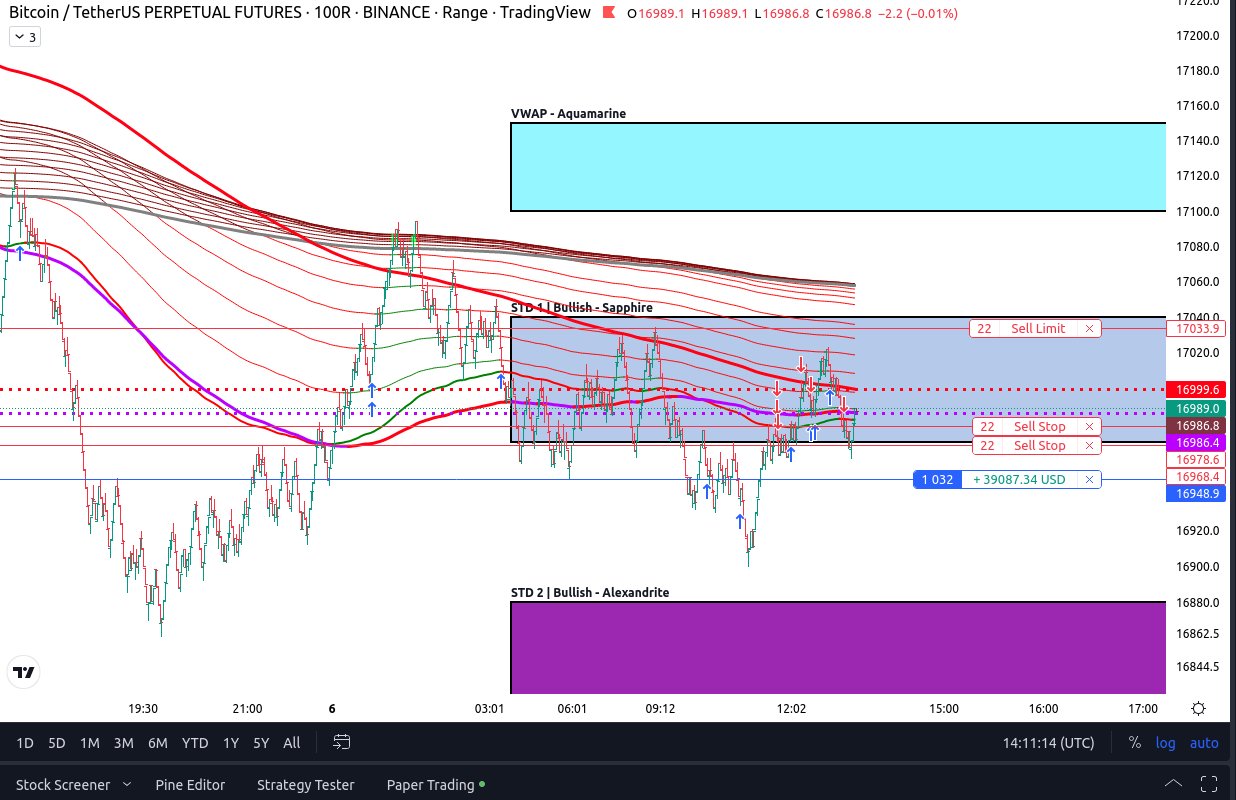 Bitcoin / TetherUS PERPETUAL FUTURES · 100R · BINANCE · Range · TradingView O16989.1 H16989.1 L16986.8 C16986.8 −2.2 (−0.01%)
3
17220.0
17200.0
17180.0
17160.0
VWAP - Aquamarine
17140.0
17120.0
17100.0
17080.0
17060.0
STD 1 | Bullish - Sapphire
17040.0
22 Sell Limit × 17033.9
17020.0
16999.6
16989.0
22 Sell Stop × 16986.8
16986.4
22 Sell Stop ×
16978.6
16968.4
1 032 + 39087.34 USD ×
16948.9
16920.0
16900.0
STD 2 | Bullish - Alexandrite
16880.0
16862.5
16844.5
19:30 21:00 6 03:01 06:01 09:12 12:02 15:00 16:00 17:00
1D 5D 1M 3M 6M YTD 1Y 5Y All 14:11:14 (UTC) % log auto
Stock Screener Pine Editor Strategy Tester Paper Trading